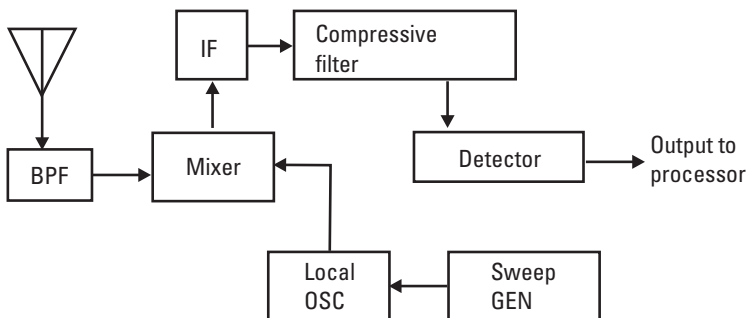 IF
Compressive
filter
BPF
Mixer
Detector
Output to
processor
Local
OSC
Sweep
GEN